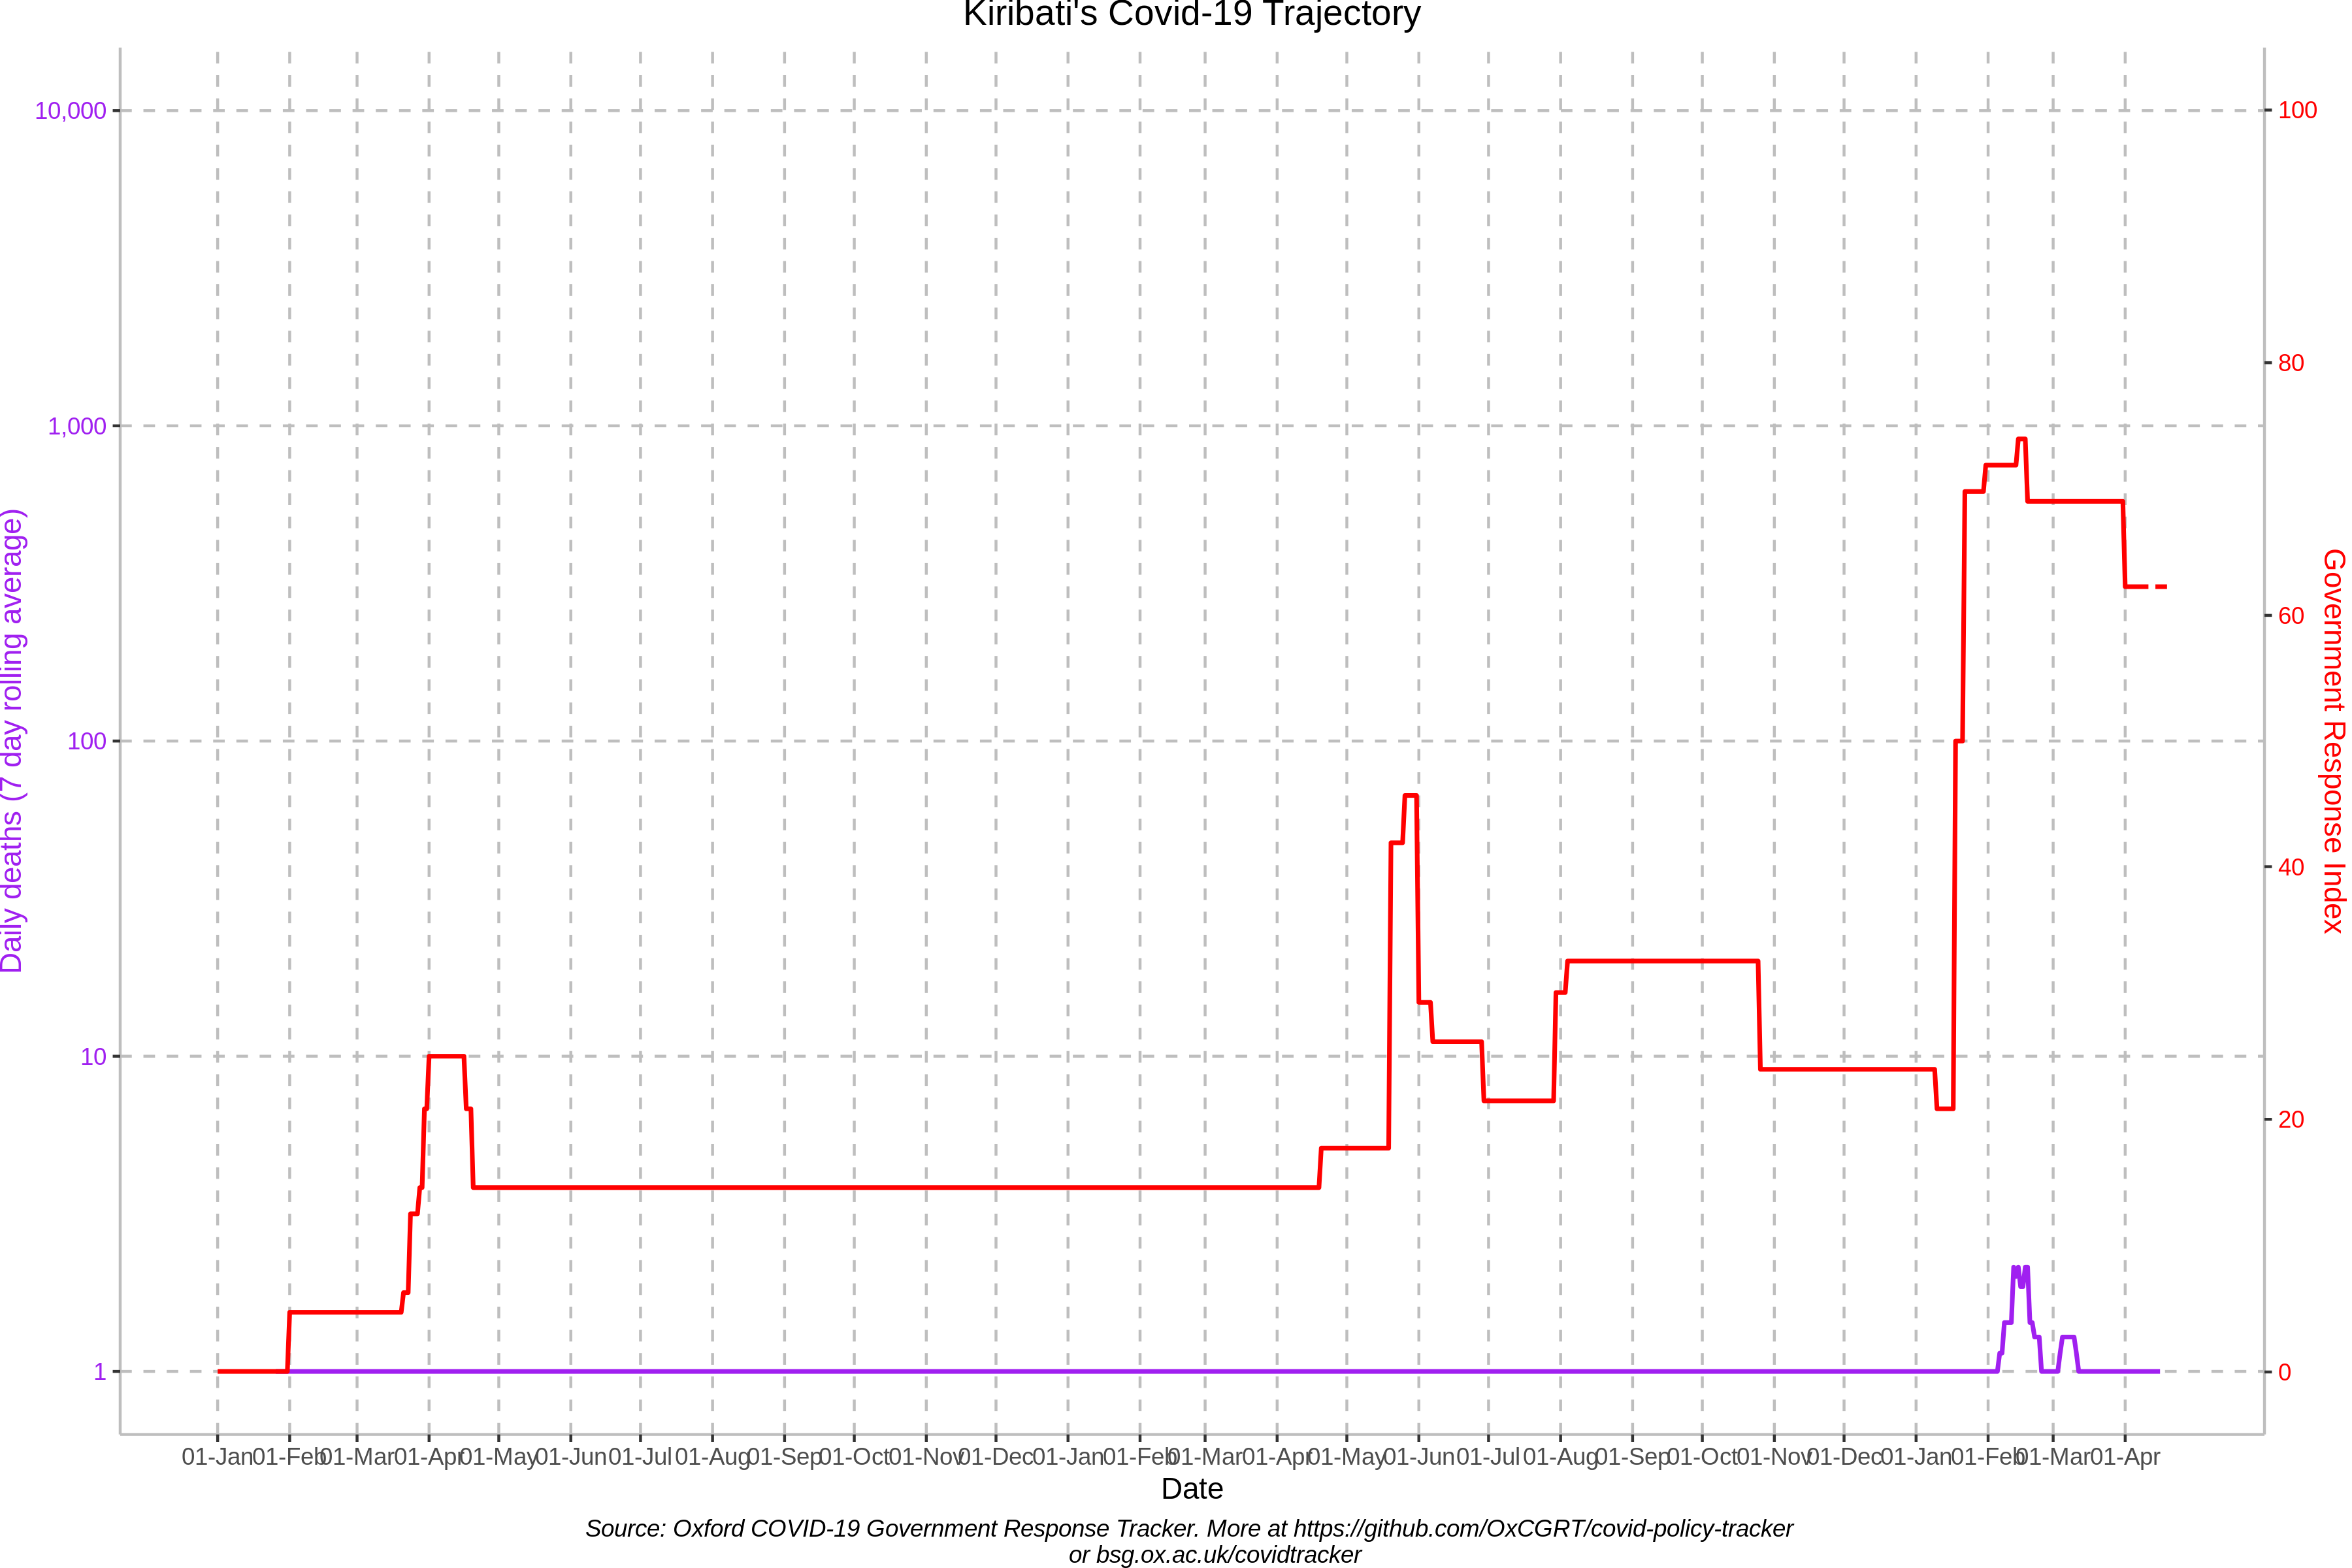 Kiribati's Covid-19 Trajectory
10,000
1,000
100
10
1
Daily deaths (7 day rolling average)
100
80
60
40
20
0
Government Response Index
01-Jan 01-Feb 01-Mar 01-Apr 01-May 01-Jun 01-Jul 01-Aug 01-Sep 01-Oct 01-Nov 01-Dec 01-Jan 01-Feb 01-Mar 01-Apr 01-May 01-Jun 01-Jul 01-Aug 01-Sep 01-Oct 01-Nov 01-Dec 01-Jan 01-Feb 01-Mar 01-Apr
Date
Source: Oxford COVID-19 Government Response Tracker. More at https://github.com/OxCGRT/covid-policy-tracker
or bsg.ox.ac.uk/covidtracker